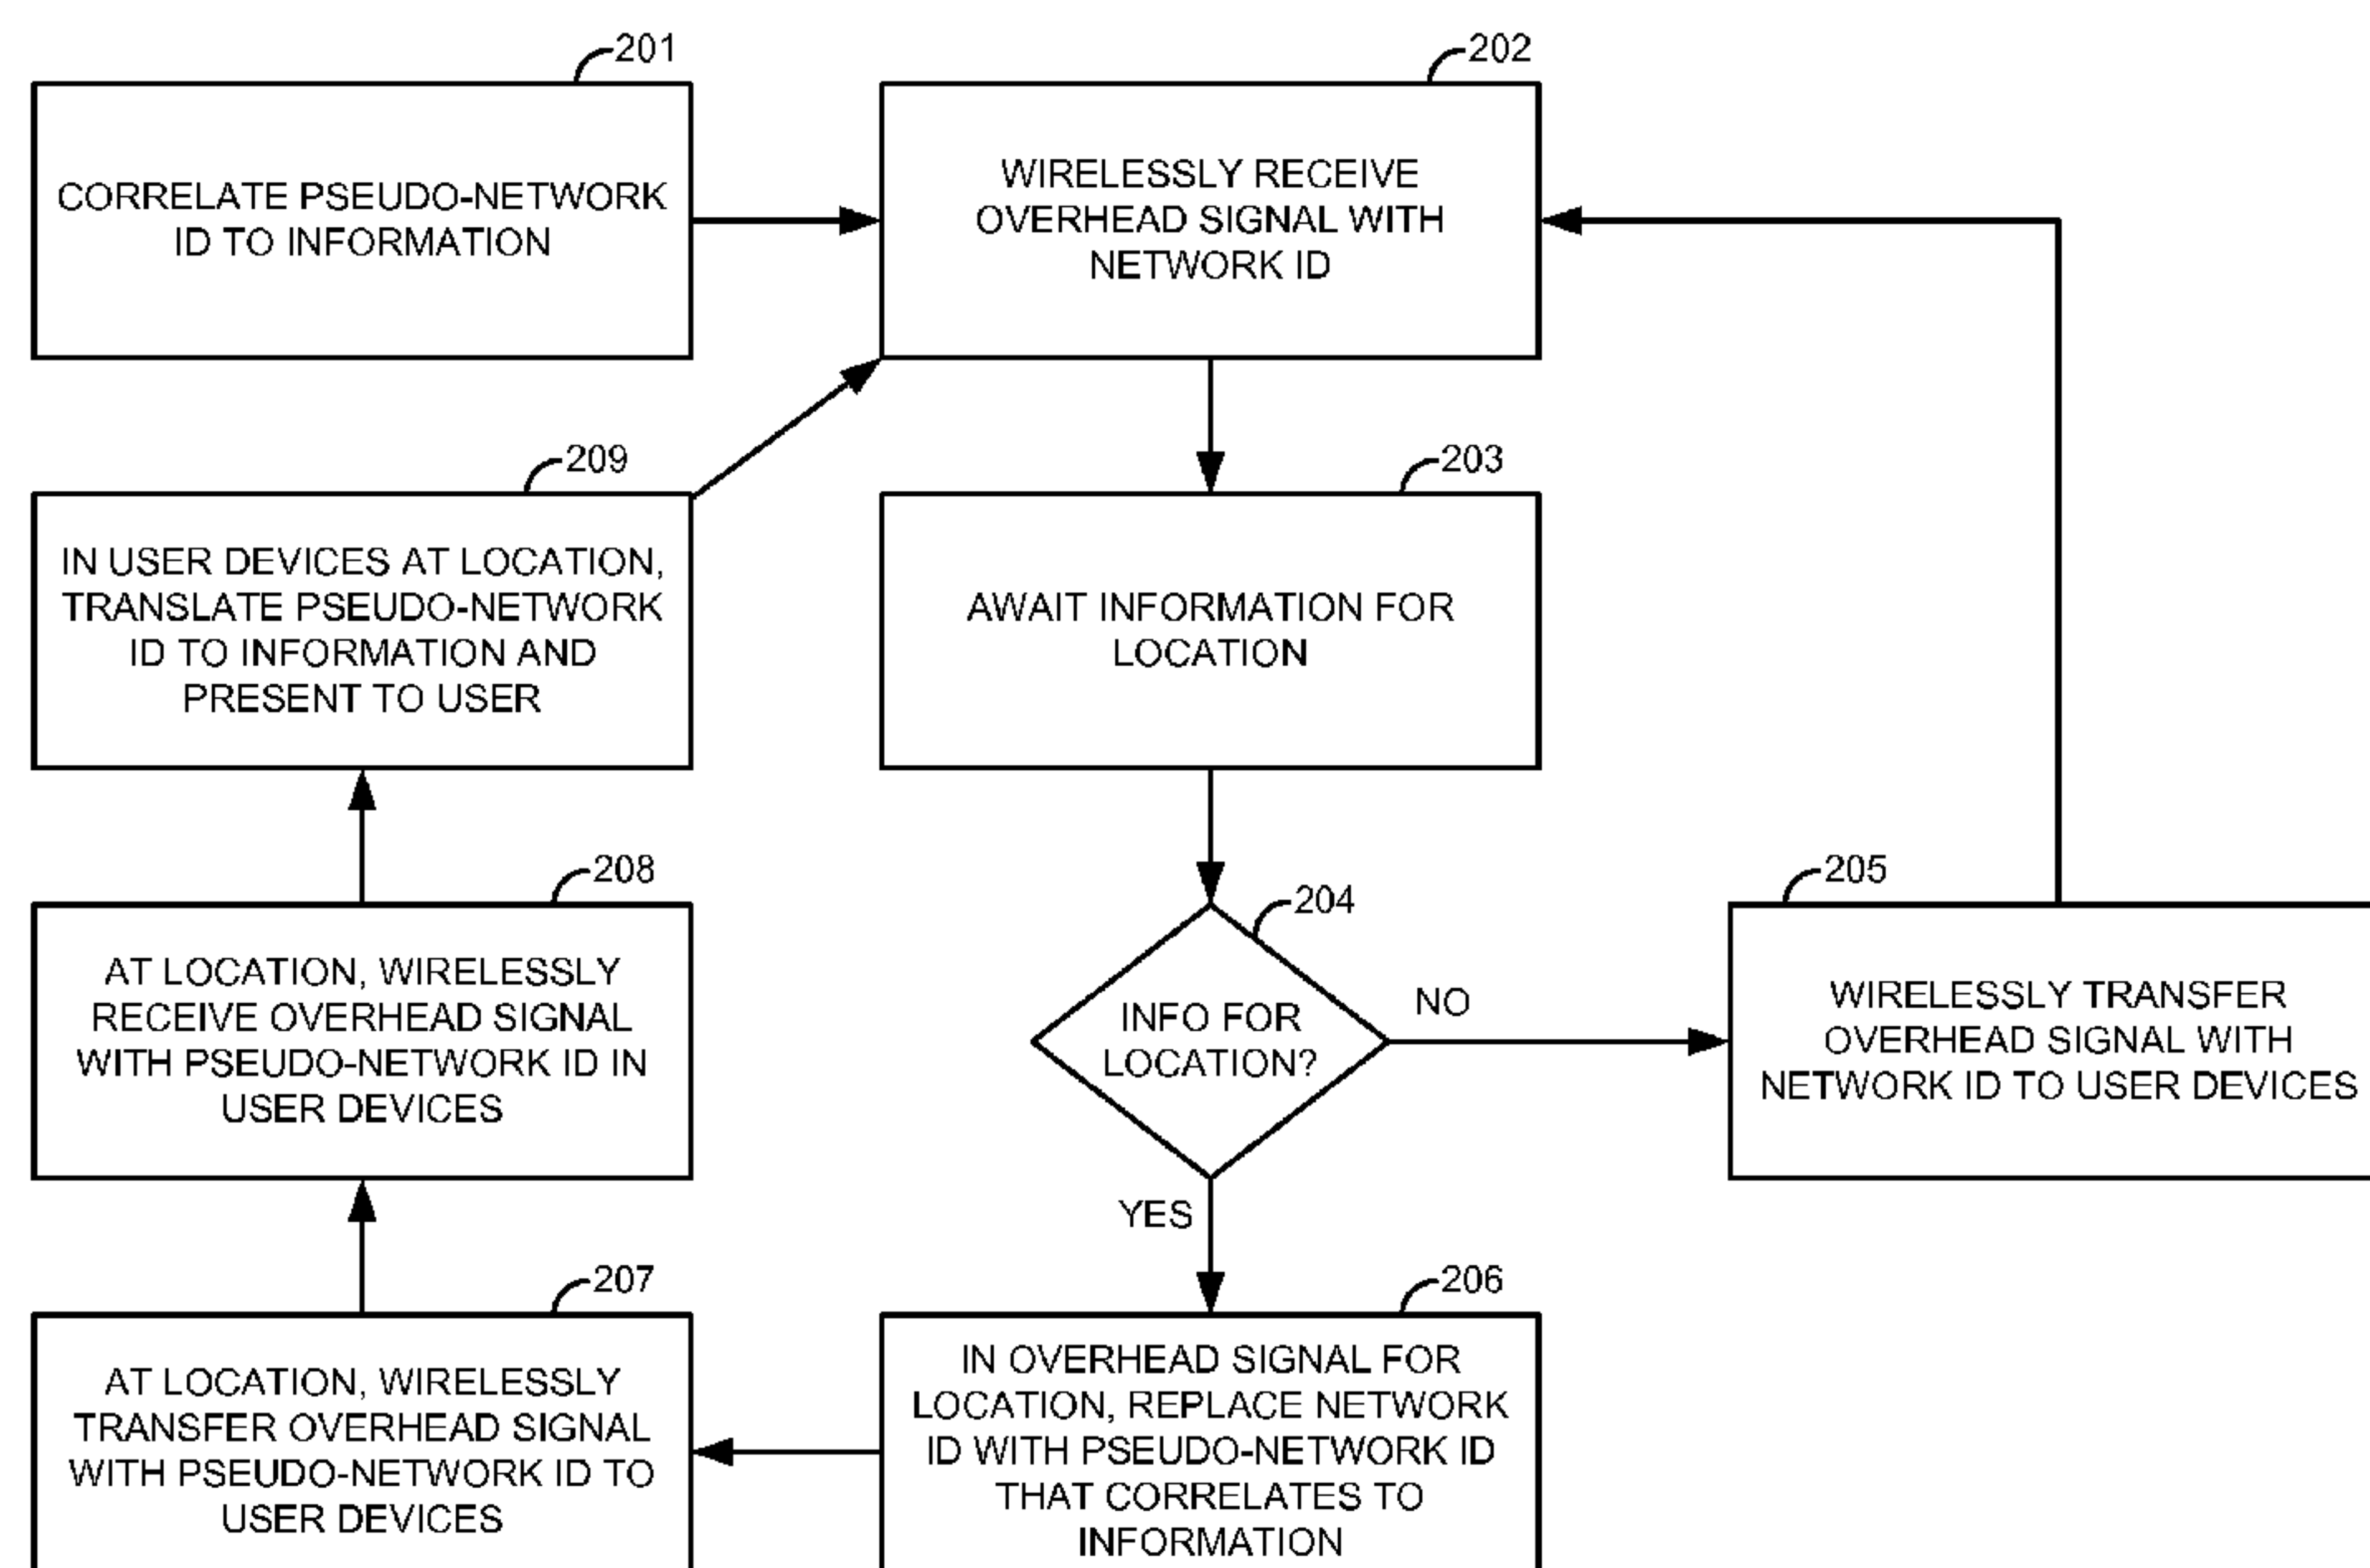 201
CORRELATE PSEUDO-NETWORK
ID TO INFORMATION
202
WIRELESSLY RECEIVE
OVERHEAD SIGNAL WITH
NETWORK ID
203
AWAIT INFORMATION FOR
LOCATION
204
INFO FOR
LOCATION?
NO
YES
205
WIRELESSLY TRANSFER
OVERHEAD SIGNAL WITH
NETWORK ID TO USER DEVICES
206
IN OVERHEAD SIGNAL FOR
LOCATION, REPLACE NETWORK
ID WITH PSEUDO-NETWORK ID
THAT CORRELATES TO
INFORMATION
207
AT LOCATION, WIRELESSLY
TRANSFER OVERHEAD SIGNAL
WITH PSEUDO-NETWORK ID TO
USER DEVICES
208
AT LOCATION, WIRELESSLY
RECEIVE OVERHEAD SIGNAL
WITH PSEUDO-NETWORK ID IN
USER DEVICES
209
IN USER DEVICES AT LOCATION,
TRANSLATE PSEUDO-NETWORK
ID TO INFORMATION AND
PRESENT TO USER